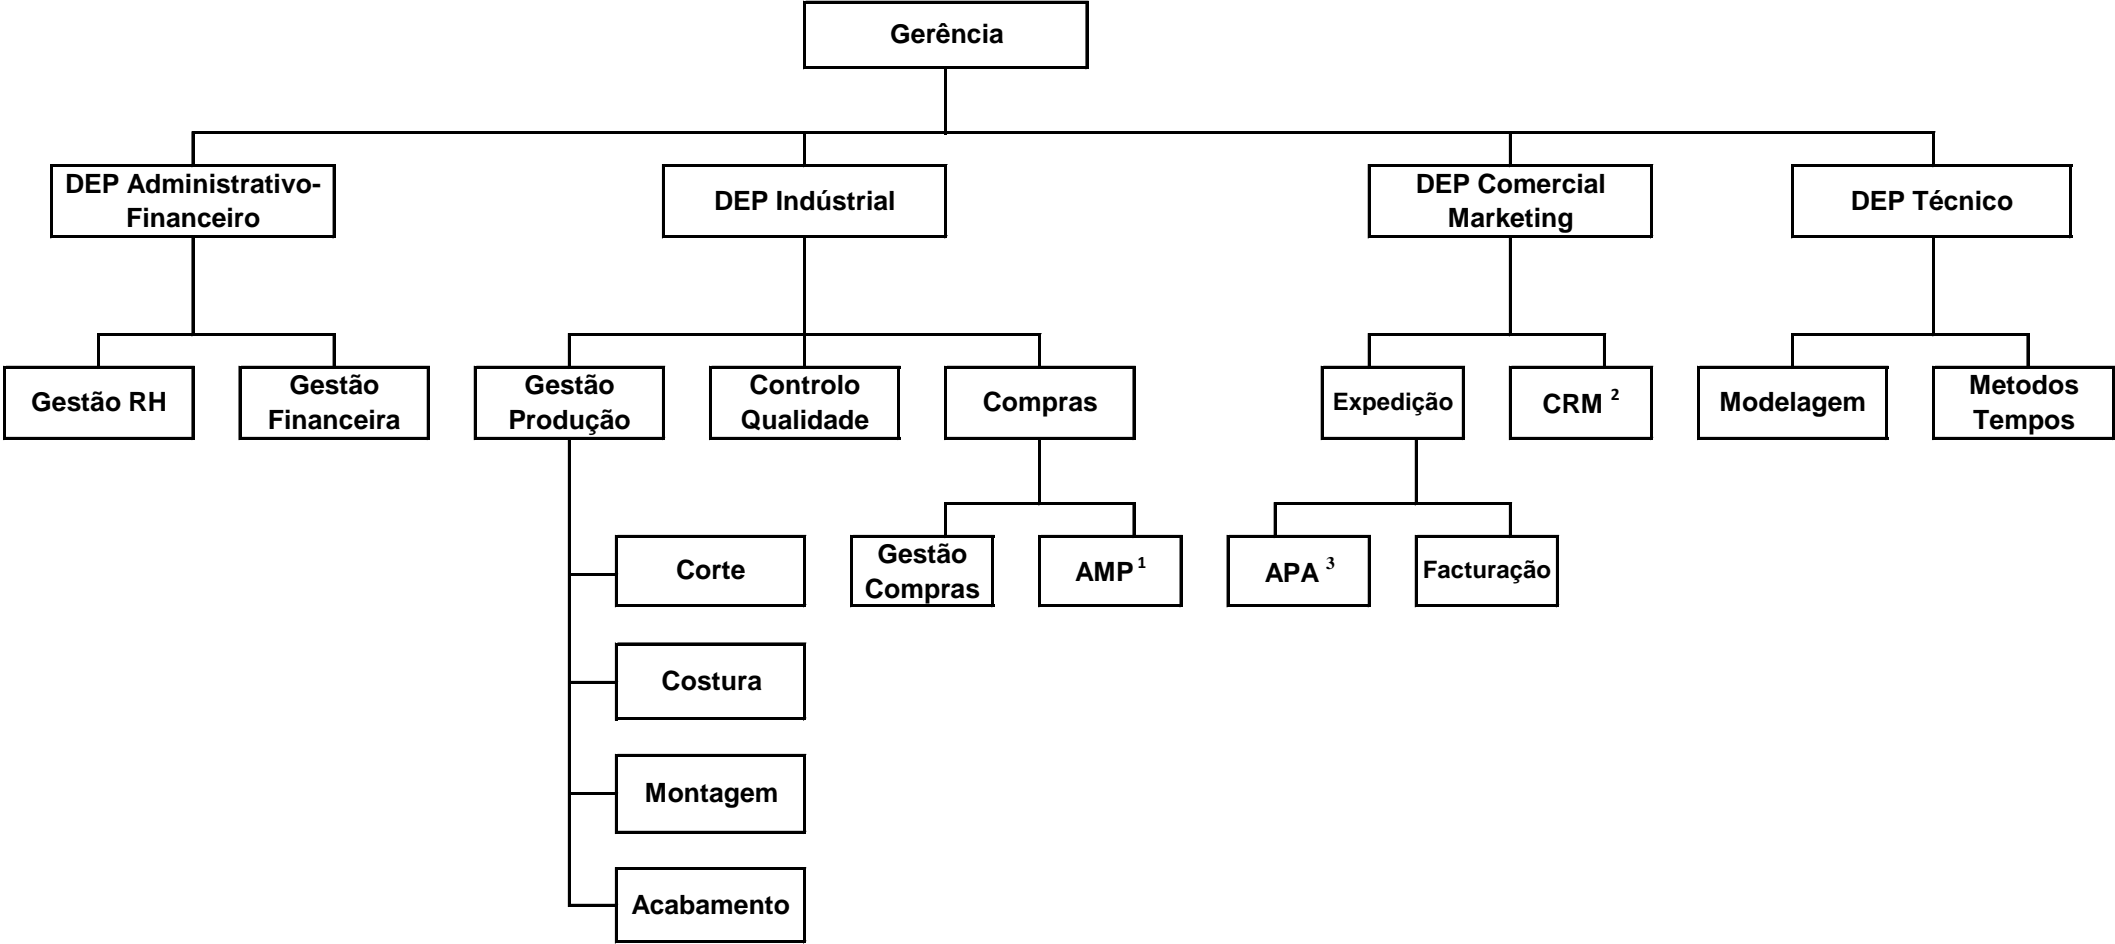 Gerência
DEP Administrativo-
Financeiro
DEP Indústrial
DEP Comercial
Marketing
DEP Técnico
Gestão RH
Gestão
Financeira
Gestão
Produção
Controlo
Qualidade
Compras
Expedição
CRM ²
Modelagem
Metodos
Tempos
Corte
Gestão
Compras
AMP ¹
APA ³
Facturação
Costura
Montagem
Acabamento